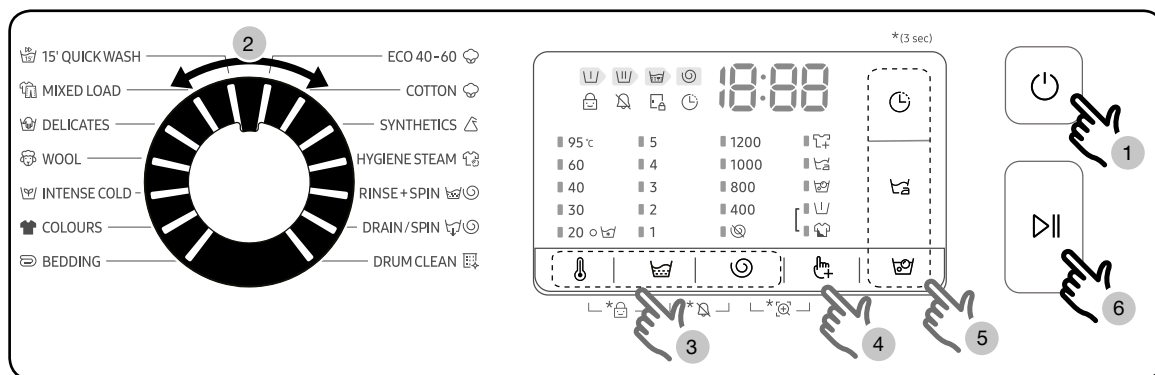 *(3 sec)
2
15' QUICK WASH
MIXED LOAD
DELICATES
WOOL
INTENSE COLD
COLOURS
BEDDING
ECO 40-60
COTTON
SYNTHETICS
HYGIENE STEAM
RINSE+SPIN
DRAIN/SPIN
DRUM CLEAN
18:88
95 °C 5 1200
60 4 1000
40 3 800
30 2 400
20 1
* * *
1
3
4
5
6